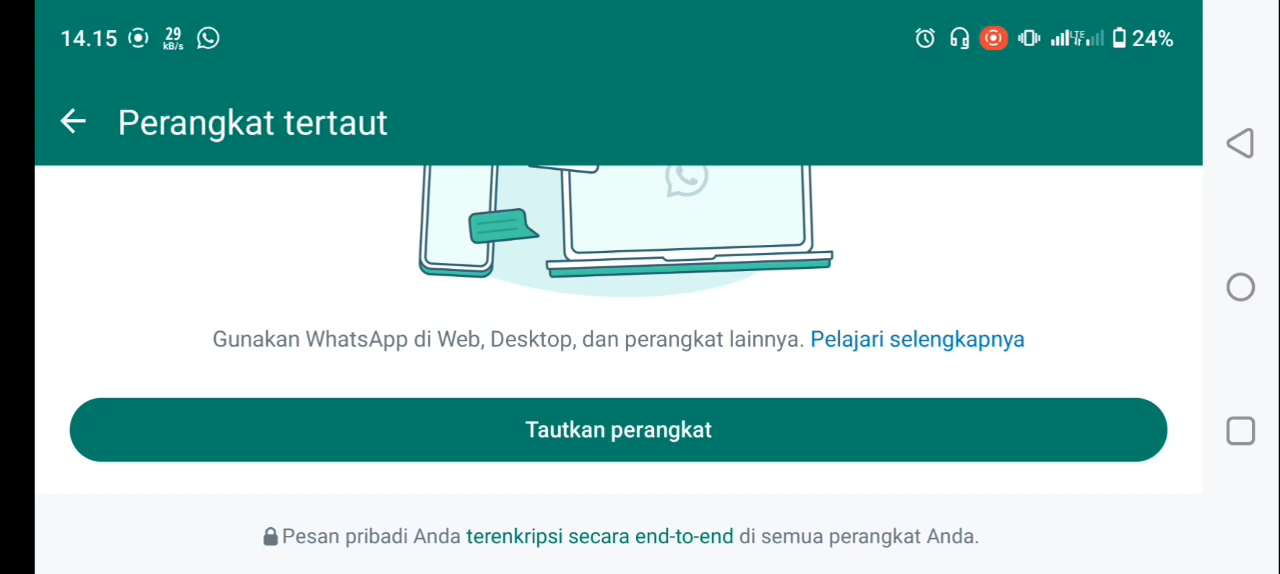 14.15 29 kB/s LTE 24%
Perangkat tertaut
Gunakan WhatsApp di Web, Desktop, dan perangkat lainnya. Pelajari selengkapnya
Tautkan perangkat
Pesan pribadi Anda terenkripsi secara end-to-end di semua perangkat Anda.